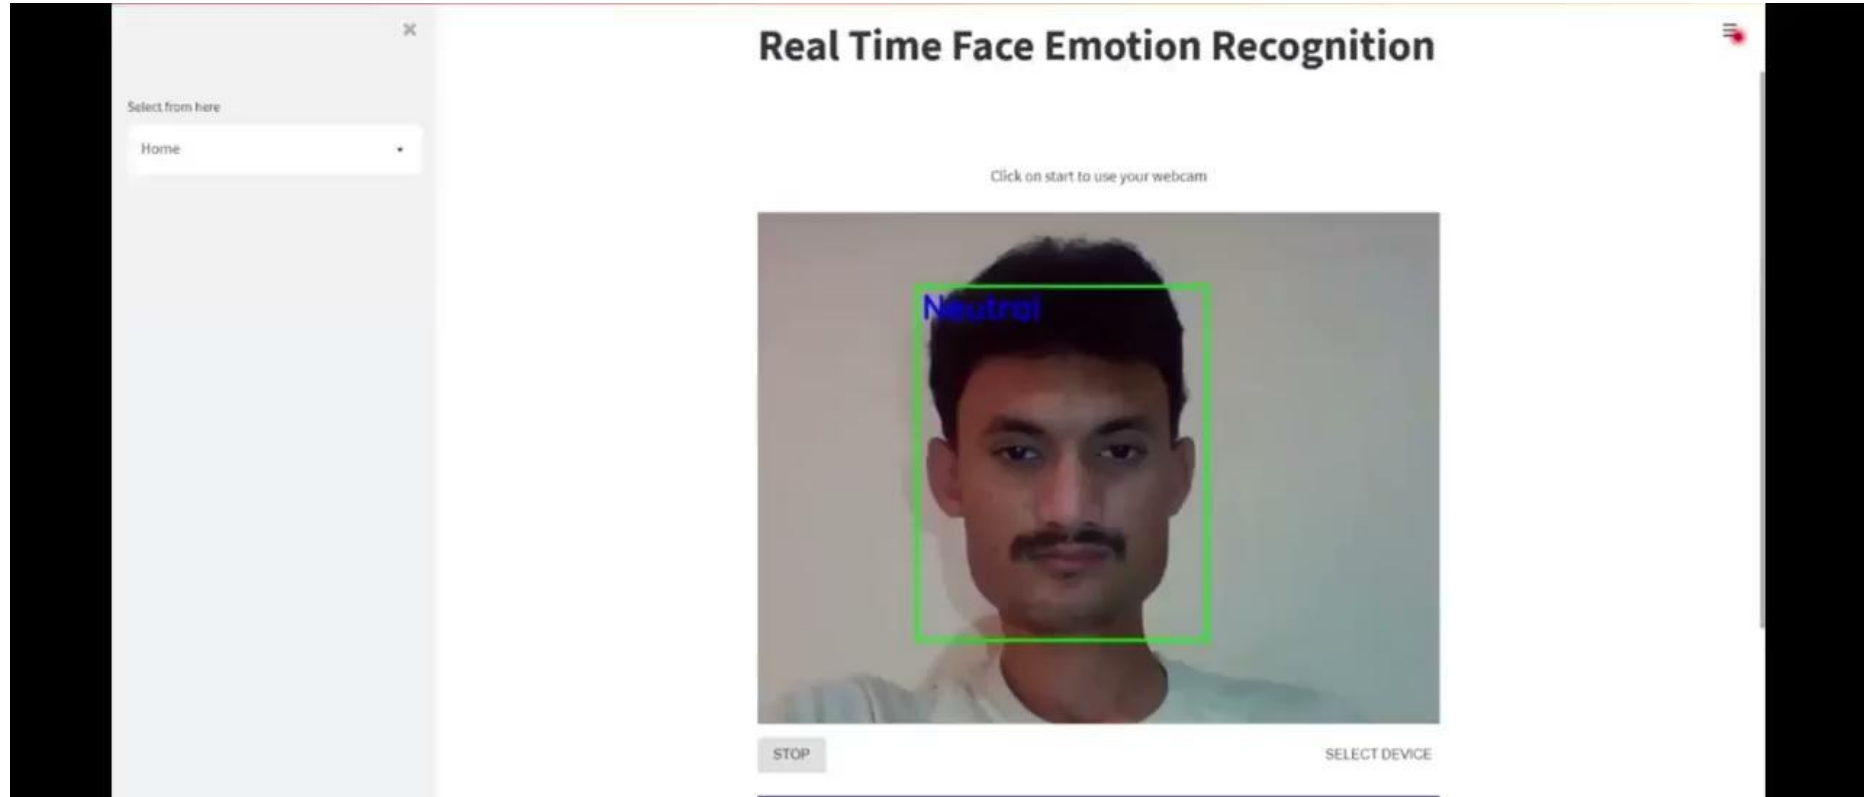 Real Time Face Emotion Recognition
Select from here
Home
Click on start to use your webcam
Neutral
STOP
SELECT DEVICE